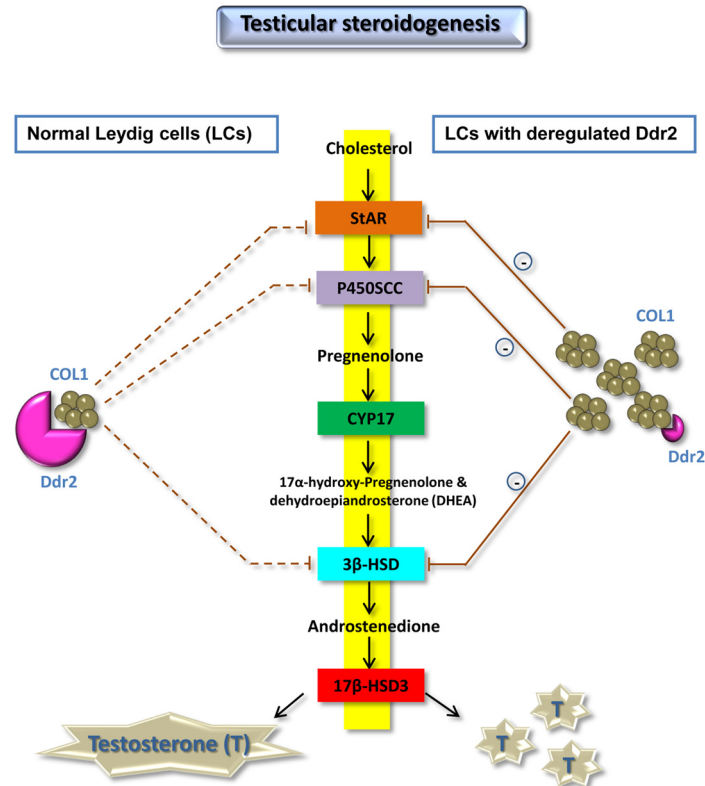 Testicular steroidogenesis
Normal Leydig cells (LCs)
LCs with deregulated Ddr2
Cholesterol
StAR
-
P450SCC
COL1
-
Pregnenolone
COL1
CYP17
Ddr2
Ddr2
17α-hydroxy-Pregnenolone &
dehydroepiandrosterone (DHEA)
-
3β-HSD
Androstenedione
17β-HSD3
Testosterone (T)
T
T
T